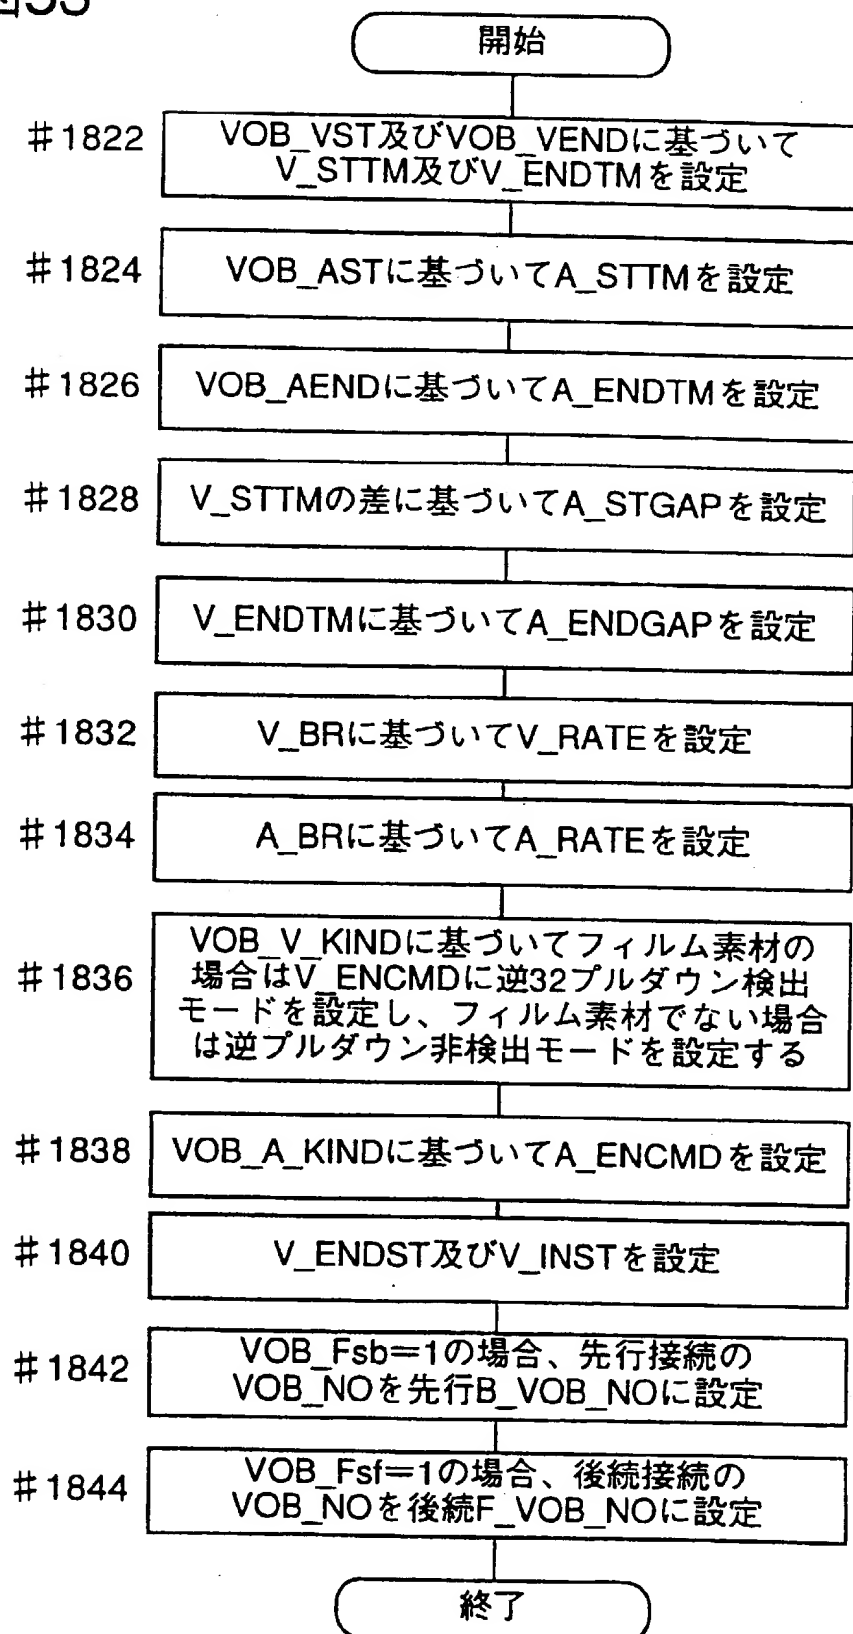 図53
開始
#1822
VOB_VST及びVOB_VENDに基づいて
V_STTM及びV_ENDTMを設定
#1824
VOB_ASTに基づいてA_STTMを設定
#1826
VOB_AENDに基づいてA_ENDTMを設定
#1828
V_STTMの差に基づいてA_STGAPを設定
#1830
V_ENDTMに基づいてA_ENDGAPを設定
#1832
V_BRに基づいてV_RATEを設定
#1834
A_BRに基づいてA_RATEを設定
#1836
VOB_V_KINDに基づいてフィルム素材の
場合はV_ENCMDに逆32プルダウン検出
モードを設定し、フィルム素材でない場合
は逆プルダウン非検出モードを設定する
#1838
VOB_A_KINDに基づいてA_ENCMDを設定
#1840
V_ENDST及びV_INSTを設定
#1842
VOB_Fsb=1の場合、先行接続の
VOB_NOを先行B_VOB_NOに設定
#1844
VOB_Fsf=1の場合、後続接続の
VOB_NOを後続F_VOB_NOに設定
終了